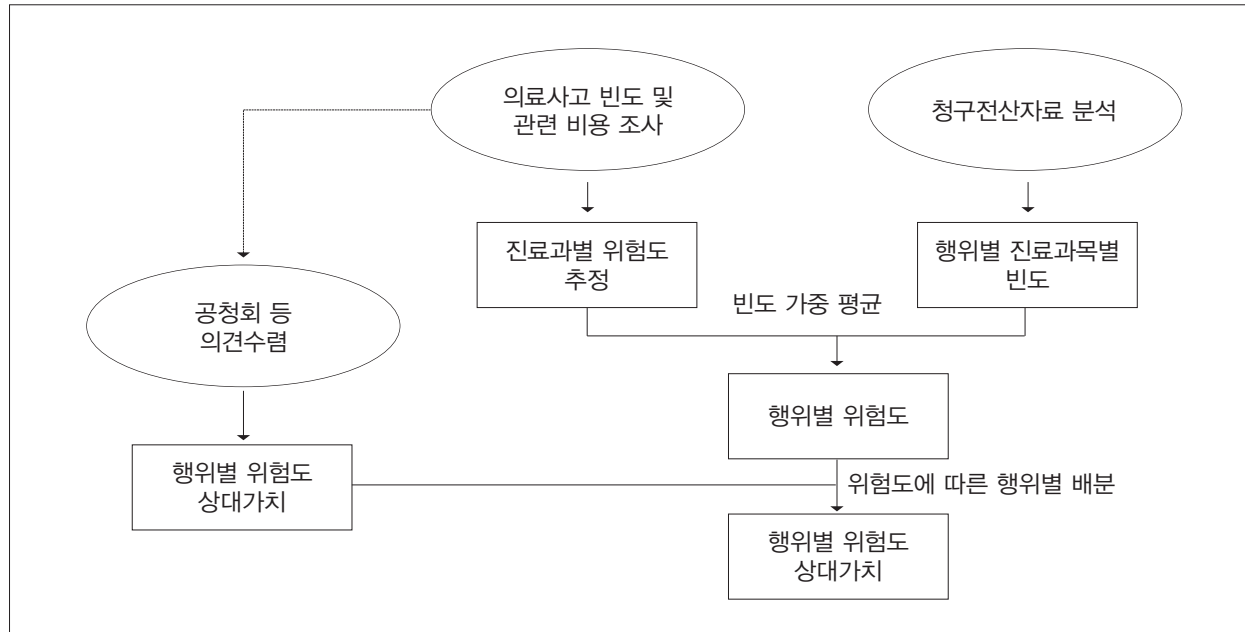 의료사고 빈도 및
관련 비용 조사
청구전산자료 분석
진료과별 위험도
추정
행위별 진료과목별
빈도
공청회 등
의견수렴
빈도 가중 평균
행위별 위험도
행위별 위험도
상대가치
위험도에 따른 행위별 배분
행위별 위험도
상대가치